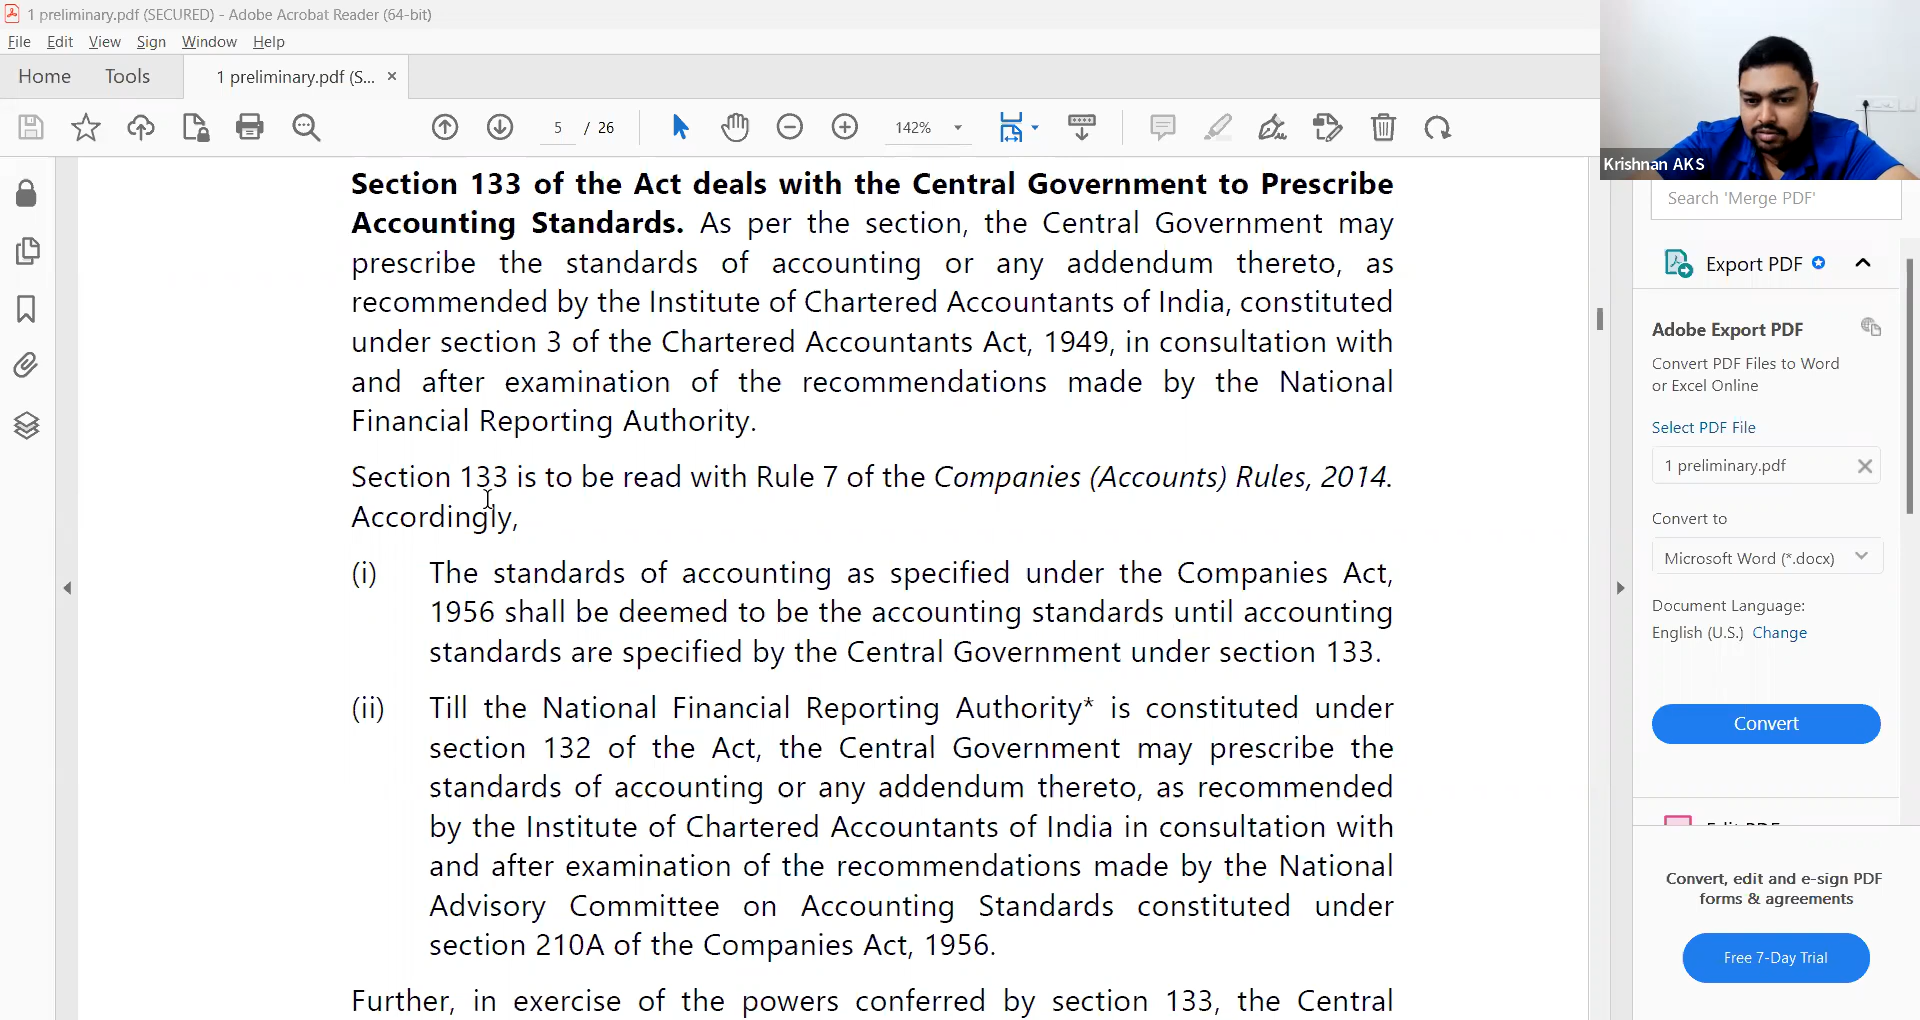 1 preliminary.pdf (SECURED) - Adobe Acrobat Reader (64-bit)
File Edit View Sign Window Help
Home Tools 1 preliminary.pdf (S... ×
5 / 26 142%
Krishnan AKS
Section 133 of the Act deals with the Central Government to Prescribe
Accounting Standards. As per the section, the Central Government may
prescribe the standards of accounting or any addendum thereto, as
recommended by the Institute of Chartered Accountants of India, constituted
under section 3 of the Chartered Accountants Act, 1949, in consultation with
and after examination of the recommendations made by the National
Financial Reporting Authority.
Section 133 is to be read with Rule 7 of the Companies (Accounts) Rules, 2014.
Accordingly,
(i) The standards of accounting as specified under the Companies Act,
1956 shall be deemed to be the accounting standards until accounting
standards are specified by the Central Government under section 133.
(ii) Till the National Financial Reporting Authority* is constituted under
section 132 of the Act, the Central Government may prescribe the
standards of accounting or any addendum thereto, as recommended
by the Institute of Chartered Accountants of India in consultation with
and after examination of the recommendations made by the National
Advisory Committee on Accounting Standards constituted under
section 210A of the Companies Act, 1956.
Further, in exercise of the powers conferred by section 133, the Central
Search 'Merge PDF'
Export PDF
Adobe Export PDF
Convert PDF Files to Word
or Excel Online
Select PDF File
1 preliminary.pdf
Convert to
Microsoft Word (*.docx)
Document Language:
English (U.S.) Change
Convert
Edit PDF
Convert, edit and e-sign PDF
forms & agreements
Free 7-Day Trial